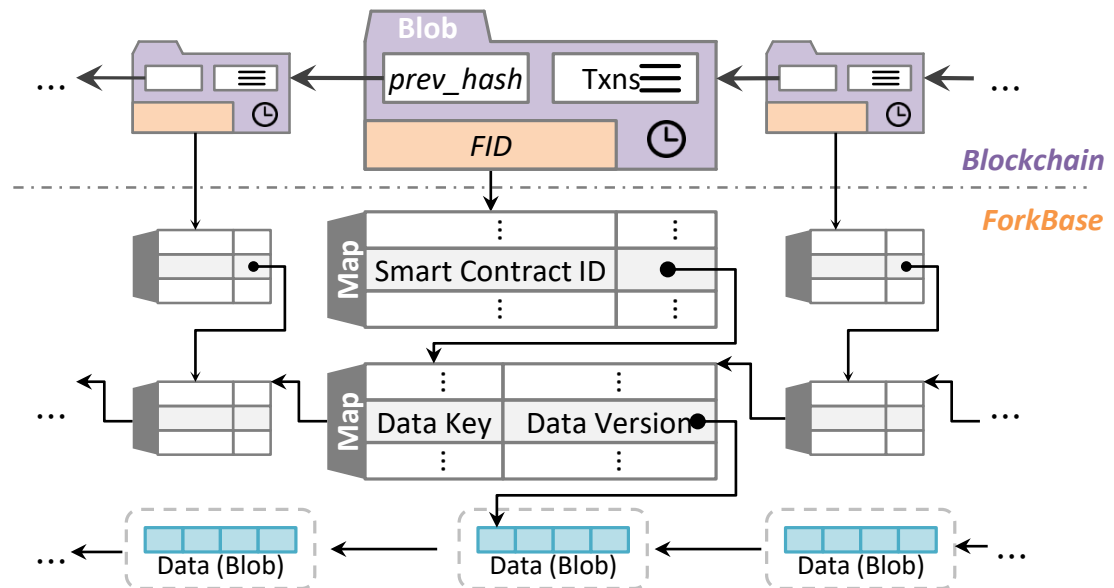 Blob
... prev_hash Txns ...
FID
Blockchain
ForkBase
Map
⋮ ⋮
Smart Contract ID
⋮ ⋮
Map
⋮ ⋮
... Data Key Data Version ...
⋮ ⋮
... Data (Blob) Data (Blob) Data (Blob) ...